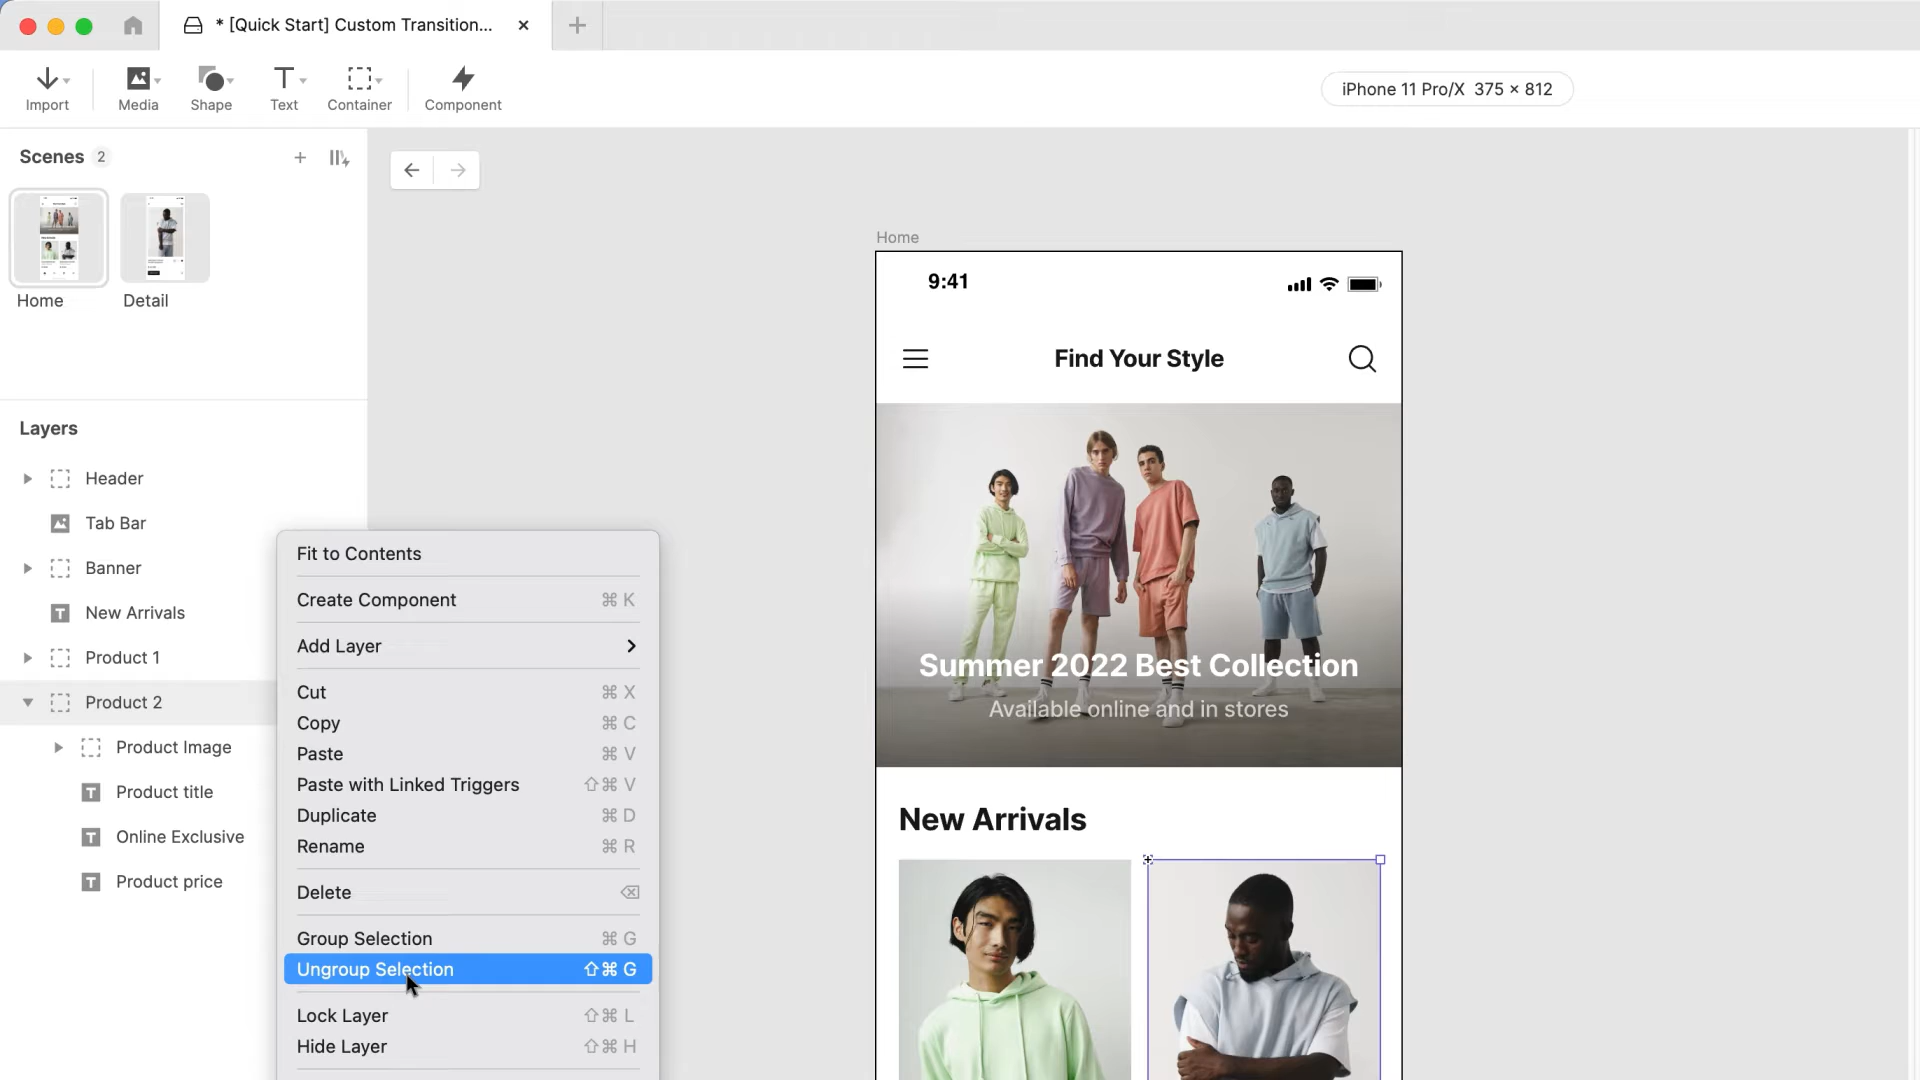 * [Quick Start] Custom Transition...
Import
Media
Shape
Text
Container
Component
iPhone 11 Pro/X 375 × 812
Scenes 2
Home
Detail
Layers
Header
Tab Bar
Banner
New Arrivals
Product 1
Product 2
Product Image
Product title
Online Exclusive
Product price
Fit to Contents
Create Component ⌘ K
Add Layer
Cut ⌘ X
Copy ⌘ C
Paste ⌘ V
Paste with Linked Triggers ⇧⌘ V
Duplicate ⌘ D
Rename ⌘ R
Delete ⌫
Group Selection ⌘ G
Ungroup Selection ⇧⌘ G
Lock Layer ⇧⌘ L
Hide Layer ⇧⌘ H
Home
9:41
Find Your Style
Summer 2022 Best Collection
Available online and in stores
New Arrivals